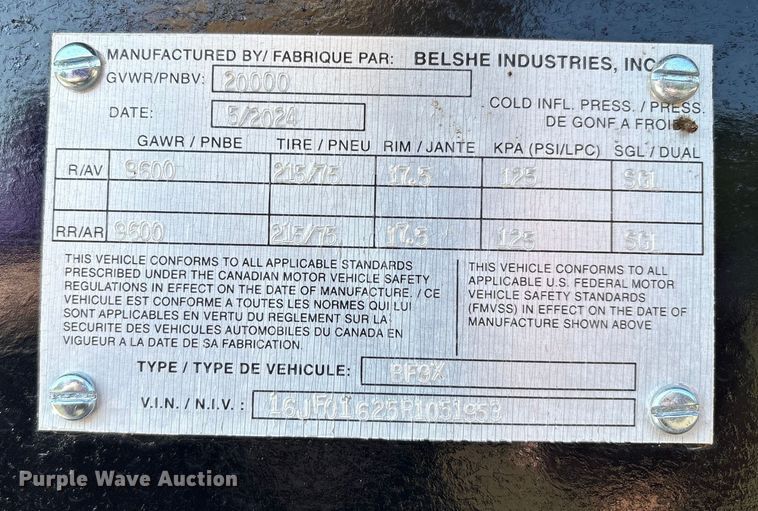 MANUFACTURED BY/ FABRIQUE PAR: BELSHE INDUSTRIES, INC
GVWR/PNBV: 20000
DATE: 5/2024
COLD INFL. PRESS. / PRESS.
DE GONF A FROID
GAWR / PNBE TIRE / PNEU RIM / JANTE KPA (PSI/LPC) SGL / DUAL
R/AV 9600 215/75 17.5 125 SGL
RR/AR 9600 215/75 17.5 125 SGL
THIS VEHICLE CONFORMS TO ALL APPLICABLE STANDARDS
PRESCRIBED UNDER THE CANADIAN MOTOR VEHICLE SAFETY
REGULATIONS IN EFFECT ON THE DATE OF MANUFACTURE. / CE
VEHICULE EST CONFORME A TOUTES LES NORMES QUI LUI
SONT APPLICABLES EN VERTU DU REGLEMENT SUR LA
SECURITE DES VEHICULES AUTOMOBILES DU CANADA EN
VIGUEUR A LA DATE DE SA FABRICATION.
THIS VEHICLE CONFORMS TO ALL
APPLICABLE U.S. FEDERAL MOTOR
VEHICLE SAFETY STANDARDS
(FMVSS) IN EFFECT ON THE DATE OF
MANUFACTURE SHOWN ABOVE
TYPE / TYPE DE VEHICULE:
V.I.N. / N.I.V. : 16JF01625R1051953
Purple Wave Auction